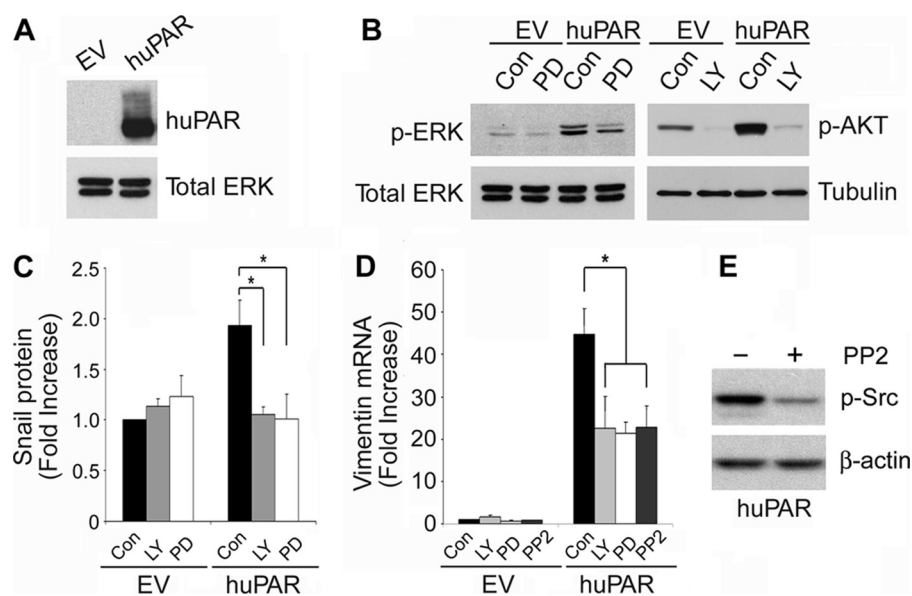 A
EV
huPAR
huPAR
Total ERK
B
EV huPAR EV huPAR
Con PD Con PD Con LY Con LY
p-ERK
p-AKT
Total ERK
Tubulin
C
Snail protein
(Fold Increase)
2.5
2.0
1.5
1.0
0.5
0
* *
Con LY PD Con LY PD
EV huPAR
D
Vimentin mRNA
(Fold Increase)
60
50
40
30
20
10
0
*
Con LY PD PP2 Con LY PD PP2
EV huPAR
E
– + PP2
p-Src
β-actin
huPAR